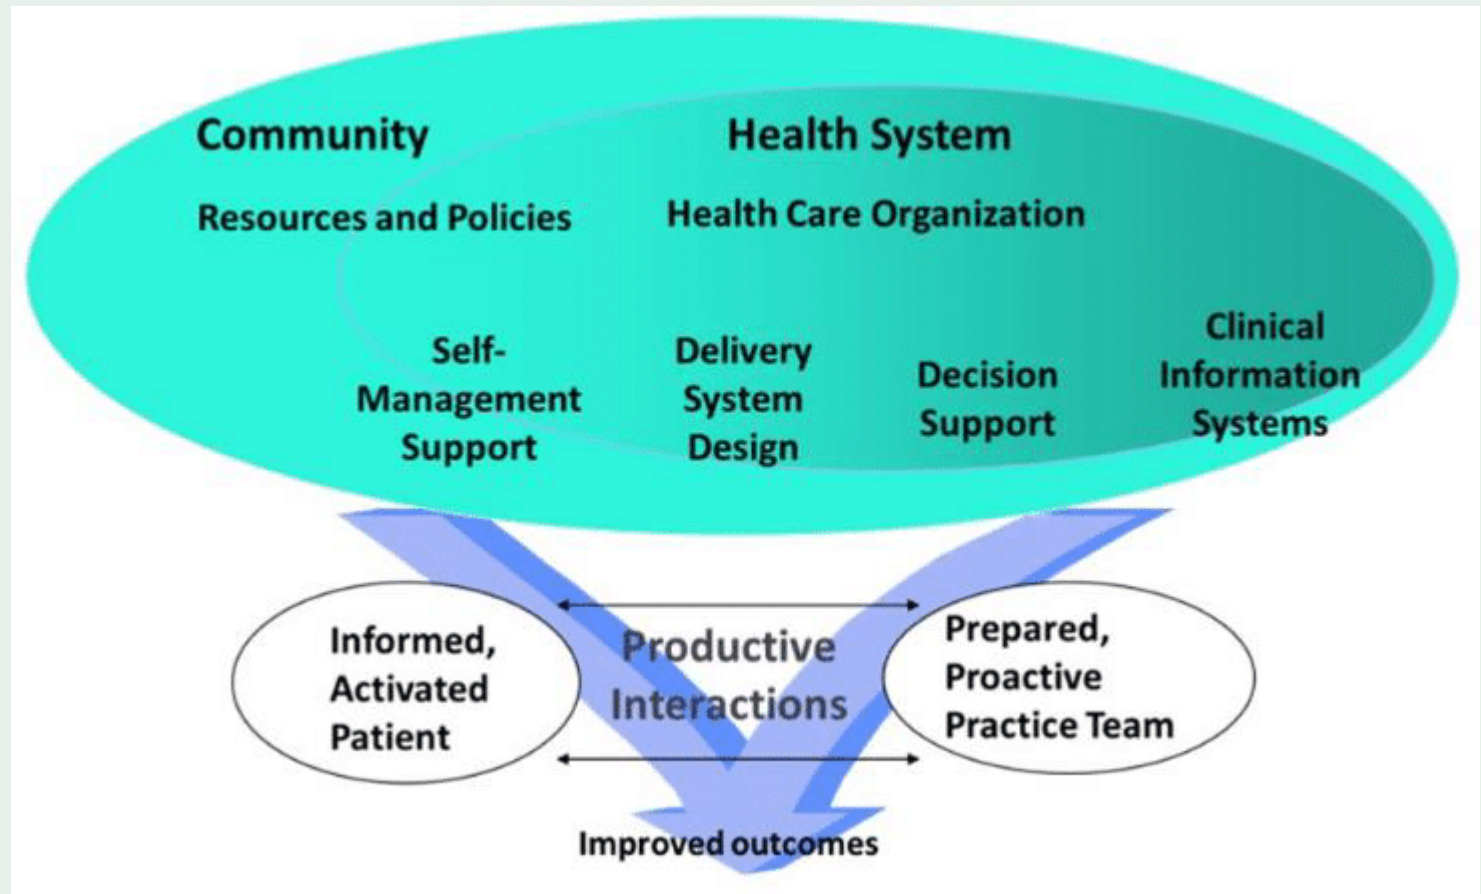 Community
Health System
Resources and Policies
Health Care Organization
Self-
Management
Support
Delivery
System
Design
Decision
Support
Clinical
Information
Systems
Informed,
Activated
Patient
Productive
Interactions
Prepared,
Proactive
Practice Team
Improved outcomes